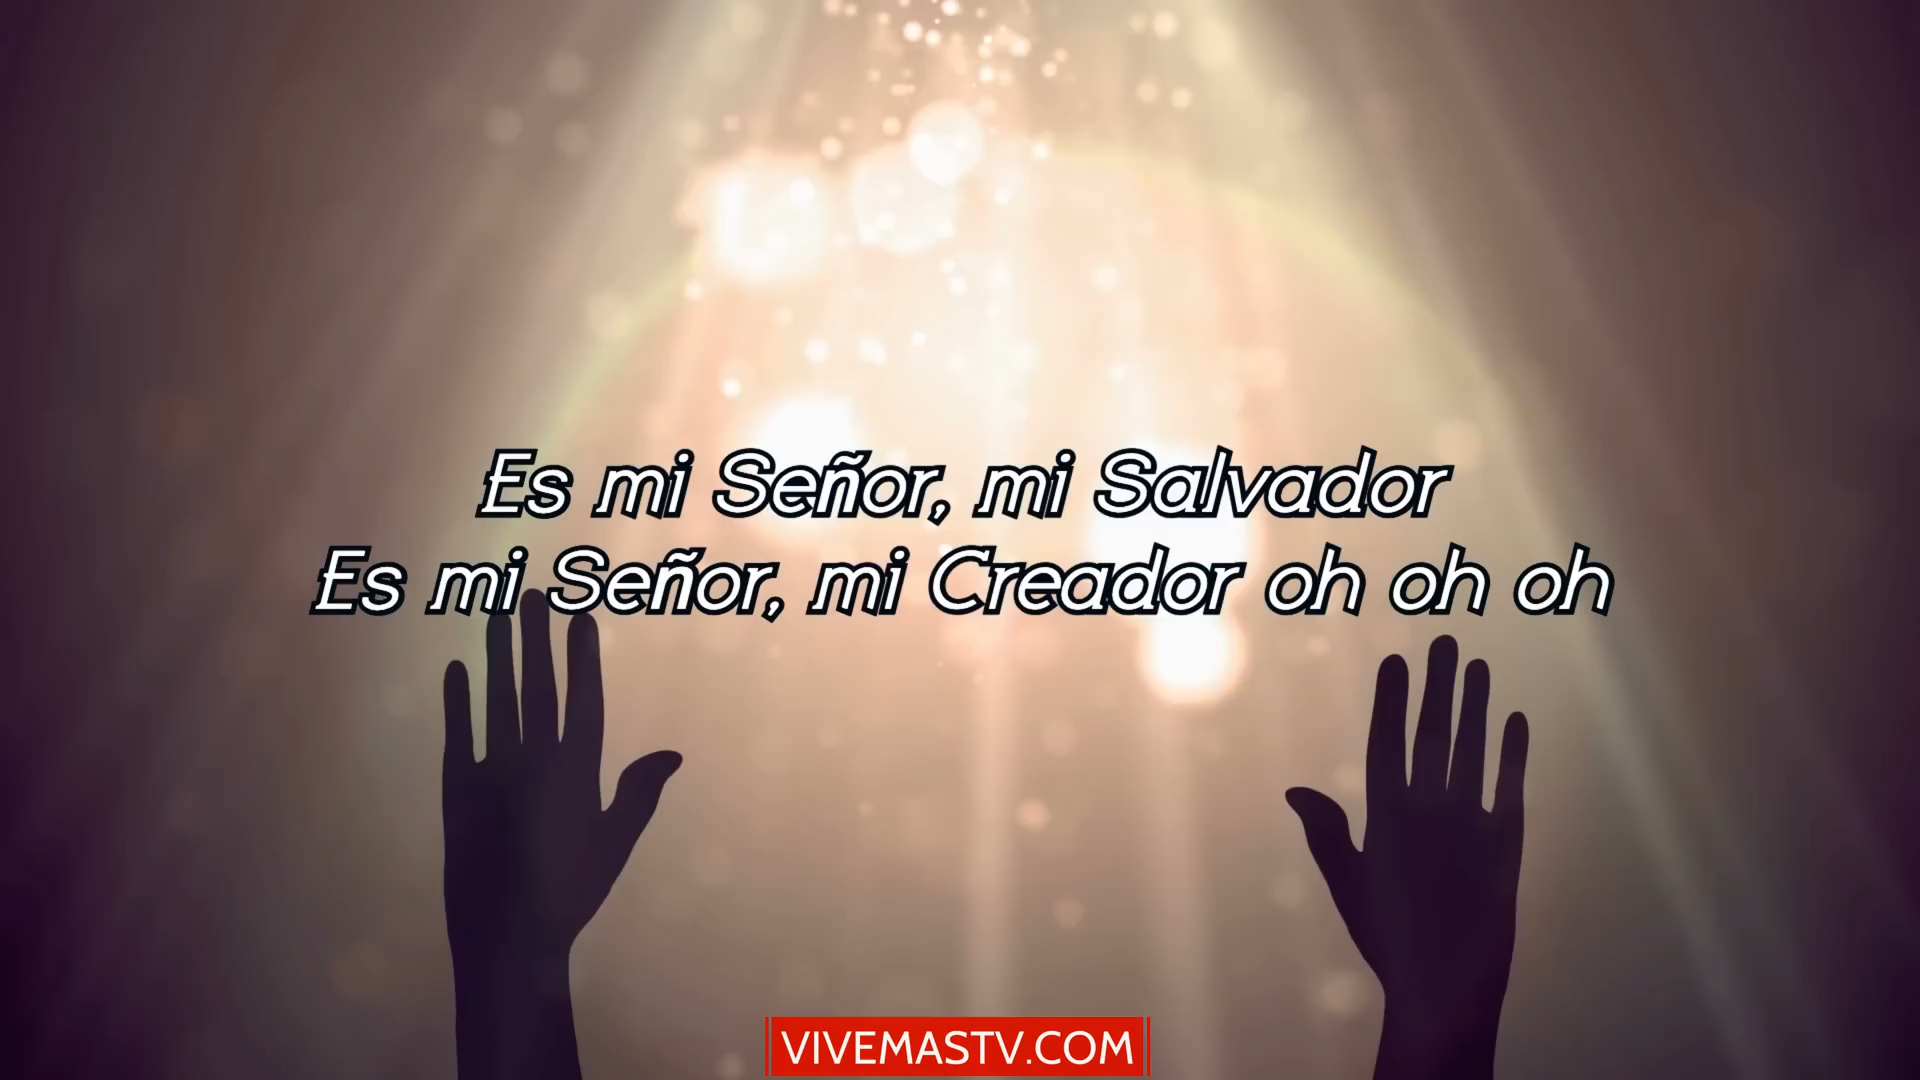 Es mi Señor, mi Salvador
Es mi Señor, mi Creador oh oh oh
VIVEMASTV.COM